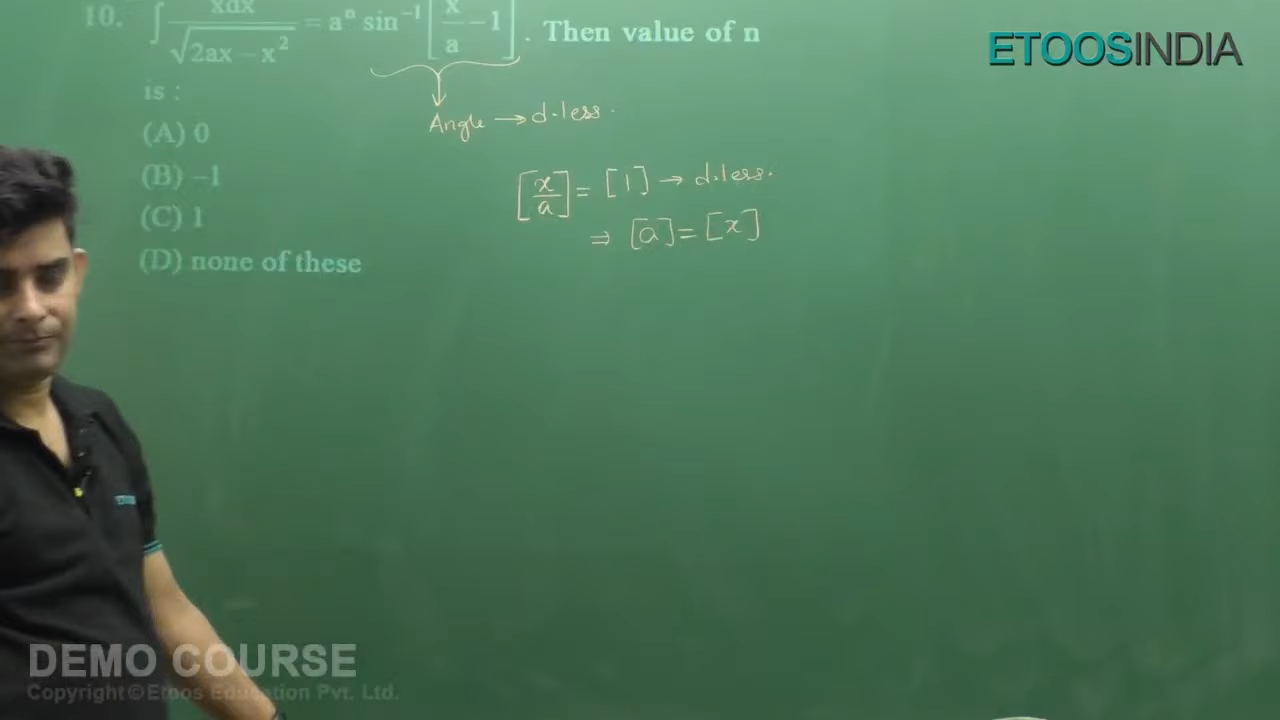 10. ∫ xdx / √(2ax − x²) = aⁿ sin⁻¹ [x/a − 1] . Then value of n
is :
(A) 0
(B) –1
(C) 1
(D) none of these
Angle → d.less.
[x/a] = [1] → d.less.
⇒ [a] = [x]
ETOOSINDIA
DEMO COURSE
Copyright©Etoos Education Pvt. Ltd.